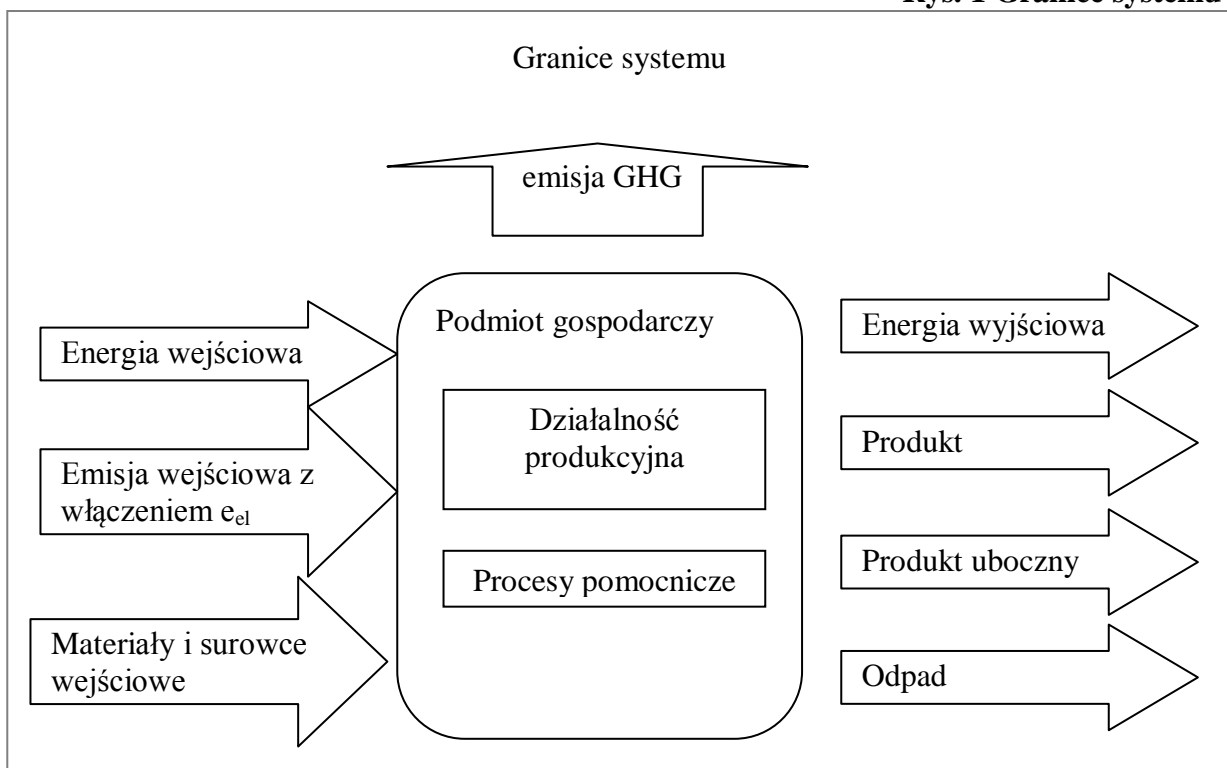 Rys. 1 Granice systemu
Granice systemu
emisja GHG
Podmiot gospodarczy
Energia wejściowa
Energia wyjściowa
Działalność
produkcyjna
Produkt
Emisja wejściowa z
włączeniem eel
Produkt uboczny
Procesy pomocnicze
Materiały i surowce
wejściowe
Odpad